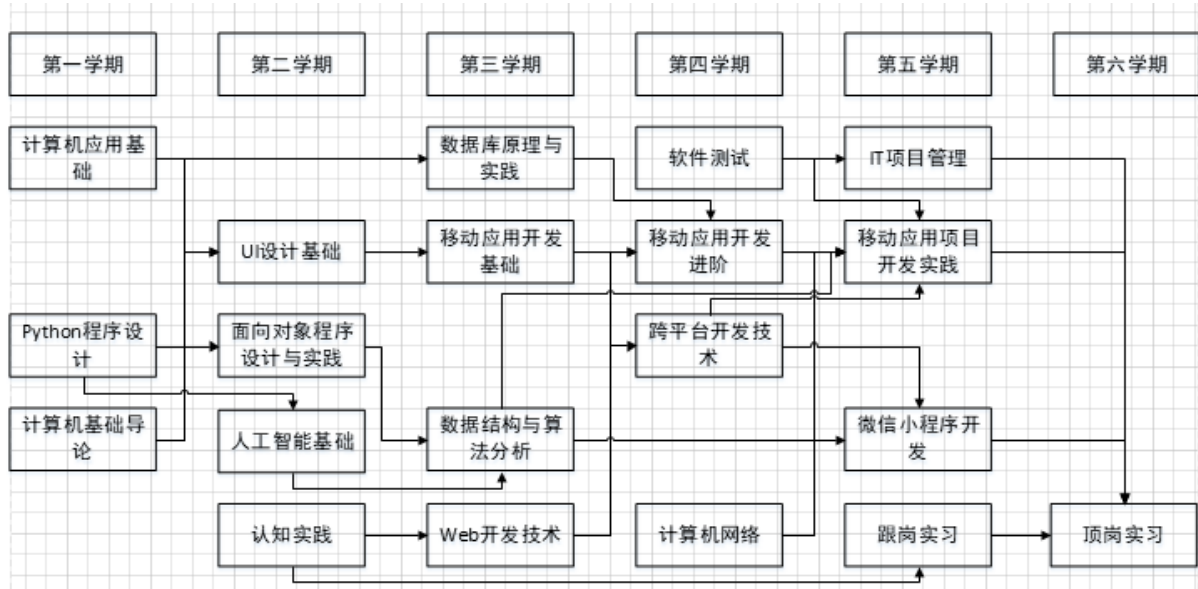 第一学期
第二学期
第三学期
第四学期
第五学期
第六学期
计算机应用基
础
数据库原理与
实践
软件测试
IT项目管理
UI设计基础
移动应用开发
基础
移动应用开发
进阶
移动应用项目
开发实践
Python程序设
计
面向对象程序
设计与实践
跨平台开发技
术
计算机基础导
论
人工智能基础
数据结构与算
法分析
微信小程序开
发
认知实践
Web开发技术
计算机网络
跟岗实习
顶岗实习